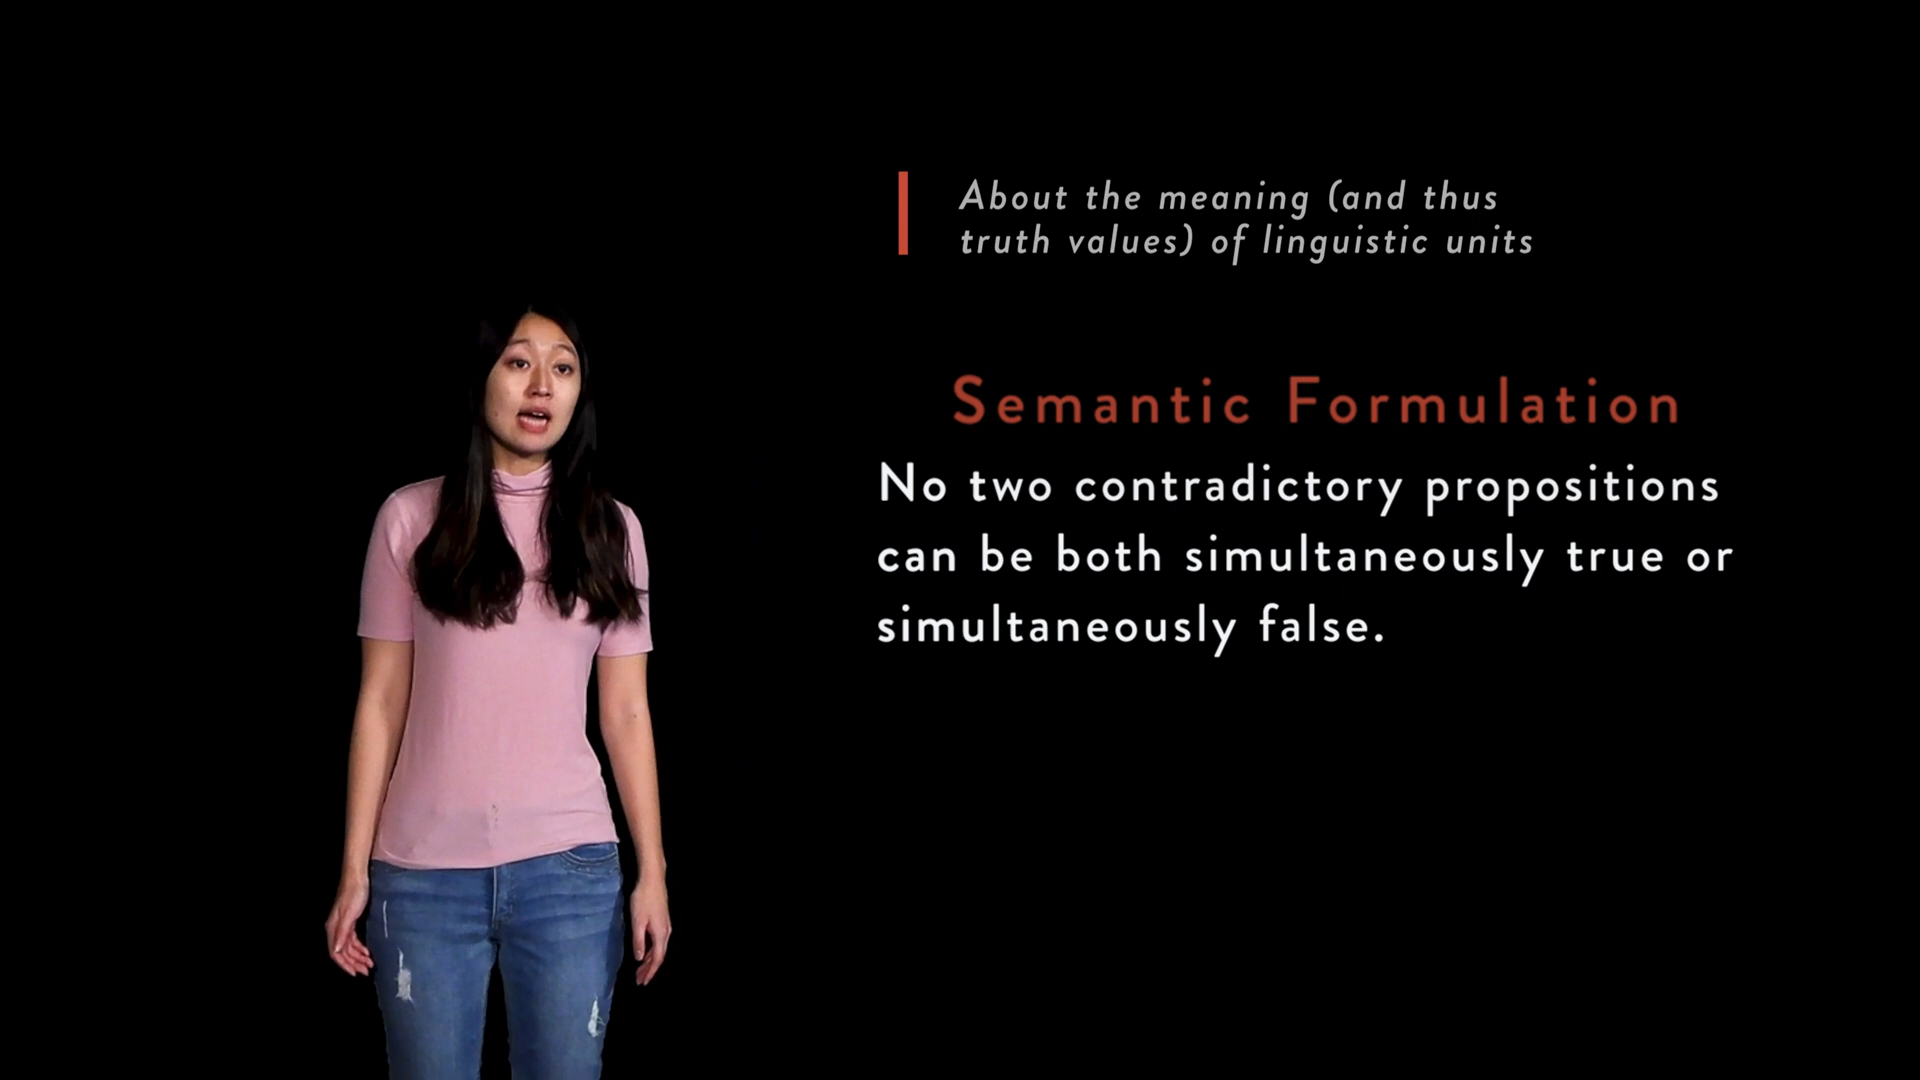 About the meaning (and thus
truth values) of linguistic units
Semantic Formulation
No two contradictory propositions
can be both simultaneously true or
simultaneously false.